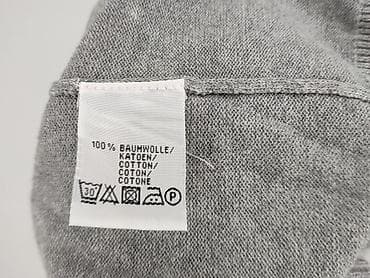 100% BAUMWOLLE/
KATOEN/
COTTON/
COTON/
COTONE
30 P